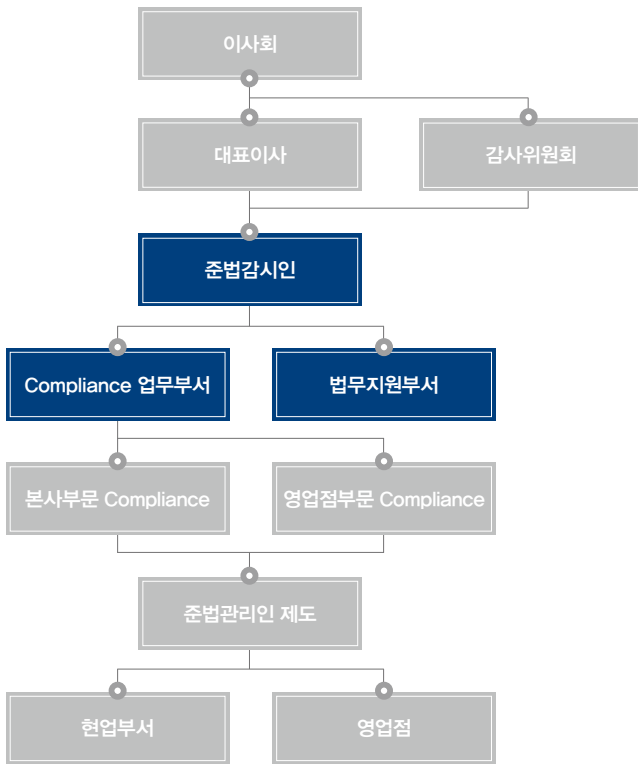 이사회
대표이사
감사위원회
준법감시인
Compliance 업무부서
법무지원부서
본사부문 Compliance
영업점부문 Compliance
준법관리인 제도
현업부서
영업점